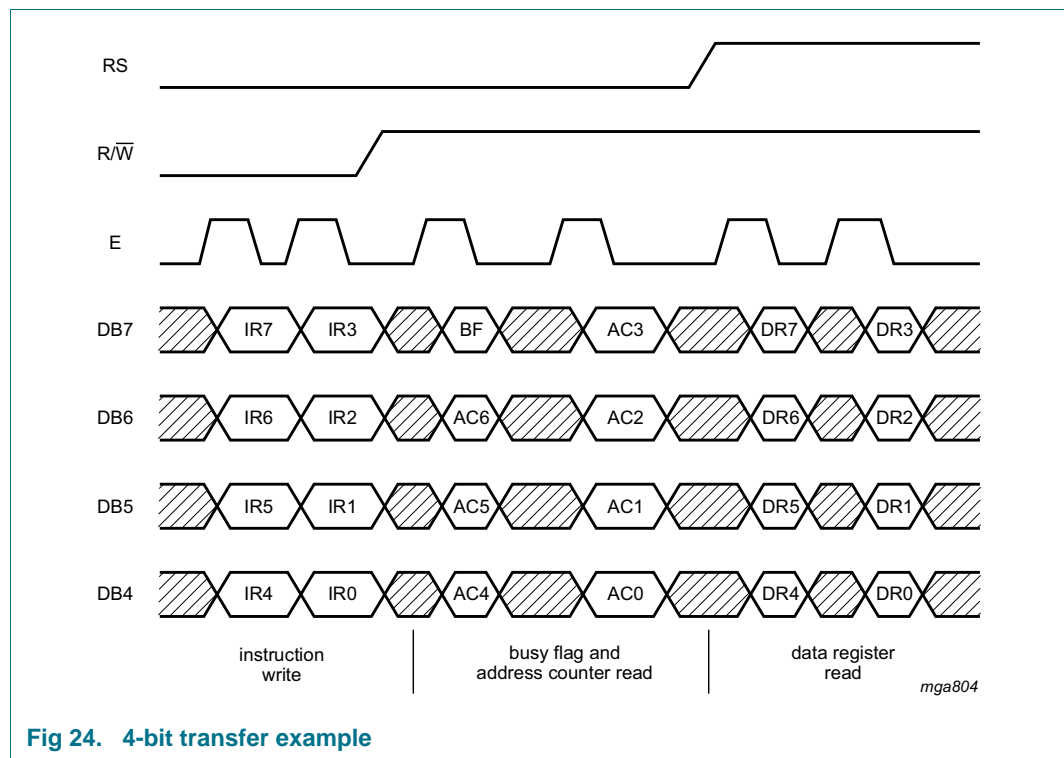 RS
R/W̅
E
DB7 IR7 IR3 BF AC3 DR7 DR3
DB6 IR6 IR2 AC6 AC2 DR6 DR2
DB5 IR5 IR1 AC5 AC1 DR5 DR1
DB4 IR4 IR0 AC4 AC0 DR4 DR0
instruction
write
busy flag and
address counter read
data register
read
mga804
Fig 24. 4-bit transfer example